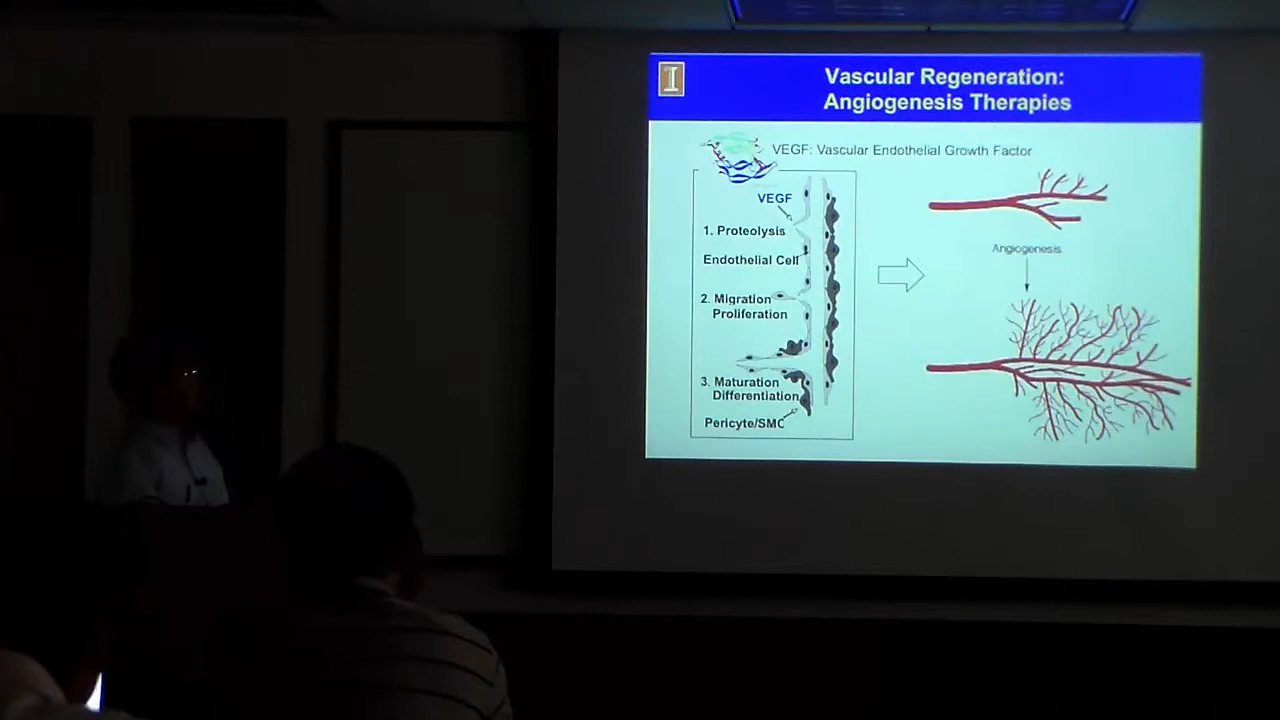 I
Vascular Regeneration:
Angiogenesis Therapies
VEGF: Vascular Endothelial Growth Factor
VEGF
1. Proteolysis
Endothelial Cell
2. Migration
Proliferation
3. Maturation
Differentiation
Pericyte/SMC
Angiogenesis